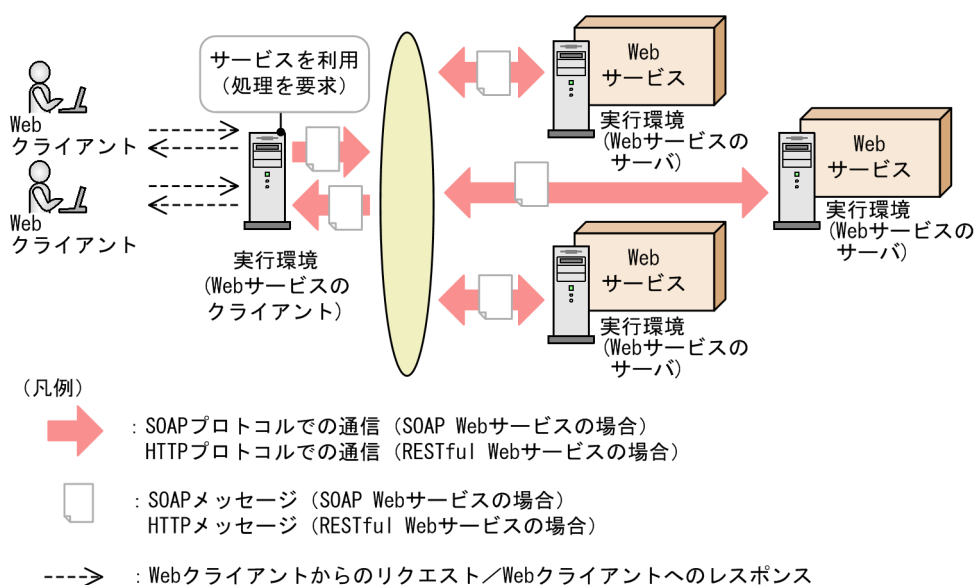 サービスを利用
(処理を要求)
Web
クライアント
Web
クライアント
実行環境
(Webサービスの
クライアント)
Web
サービス
実行環境
(Webサービスの
サーバ)
Web
サービス
実行環境
(Webサービスの
サーバ)
Web
サービス
実行環境
(Webサービスの
サーバ)
(凡例)
:SOAPプロトコルでの通信(SOAP Webサービスの場合)
HTTPプロトコルでの通信(RESTful Webサービスの場合)
:SOAPメッセージ(SOAP Webサービスの場合)
HTTPメッセージ(RESTful Webサービスの場合)
:Webクライアントからのリクエスト/Webクライアントへのレスポンス